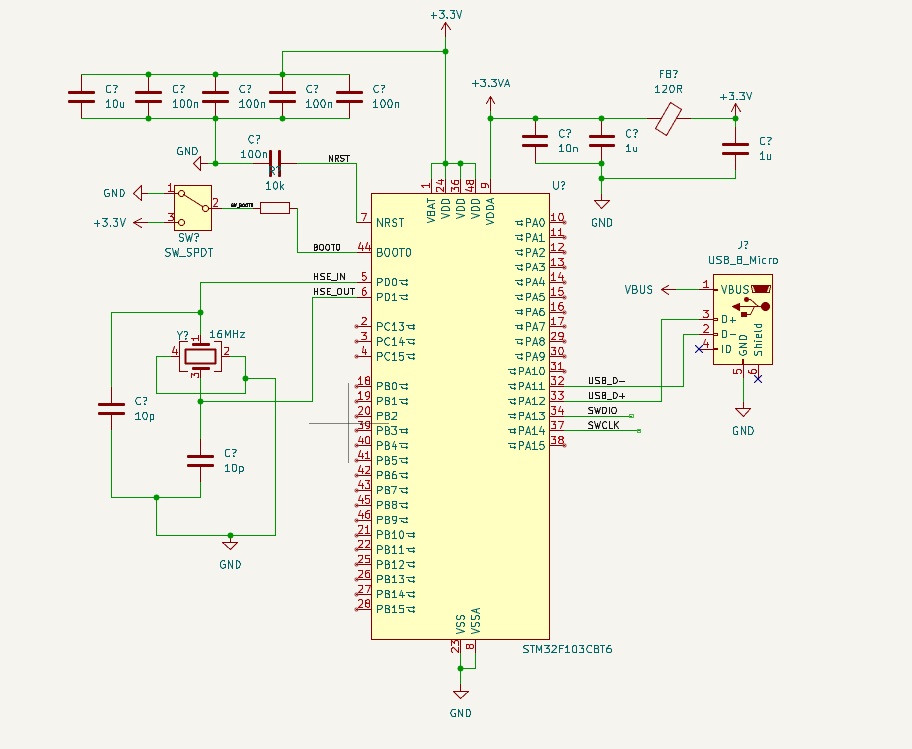 +3.3V
C? C? C? C? C?
10u 100n 100n 100n 100n
+3.3VA
FB?
120R
+3.3V
C? C? C?
10n 1u 1u
GND
C?
100n
NRST
R?
10k
GND
1 2 3
SW_BOOT0
+3.3V
SW?
SW_SPDT
BOOT0
HSE_IN
HSE_OUT
Y? 16MHz
1 4 2 3
C?
10p
C?
10p
GND
U?
1 24 36 48 9
VBAT VDD VDD VDD VDDA
7 NRST
44 BOOT0
5 PD0
6 PD1
2 PC13
3 PC14
4 PC15
18 PB0
19 PB1
20 PB2
39 PB3
40 PB4
41 PB5
42 PB6
43 PB7
45 PB8
46 PB9
21 PB10
22 PB11
25 PB12
26 PB13
27 PB14
28 PB15
PA0 10
PA1 11
PA2 12
PA3 13
PA4 14
PA5 15
PA6 16
PA7 17
PA8 29
PA9 30
PA10 31
PA11 32 USB_D-
PA12 33 USB_D+
PA13 34 SWDIO
PA14 37 SWCLK
PA15 38
VSS VSSA
23 8
STM32F103CBT6
GND
GND
J?
USB_B_Micro
VBUS 1 VBUS
3 D+
2 D-
4 ID
GND Shield
5 6
GND